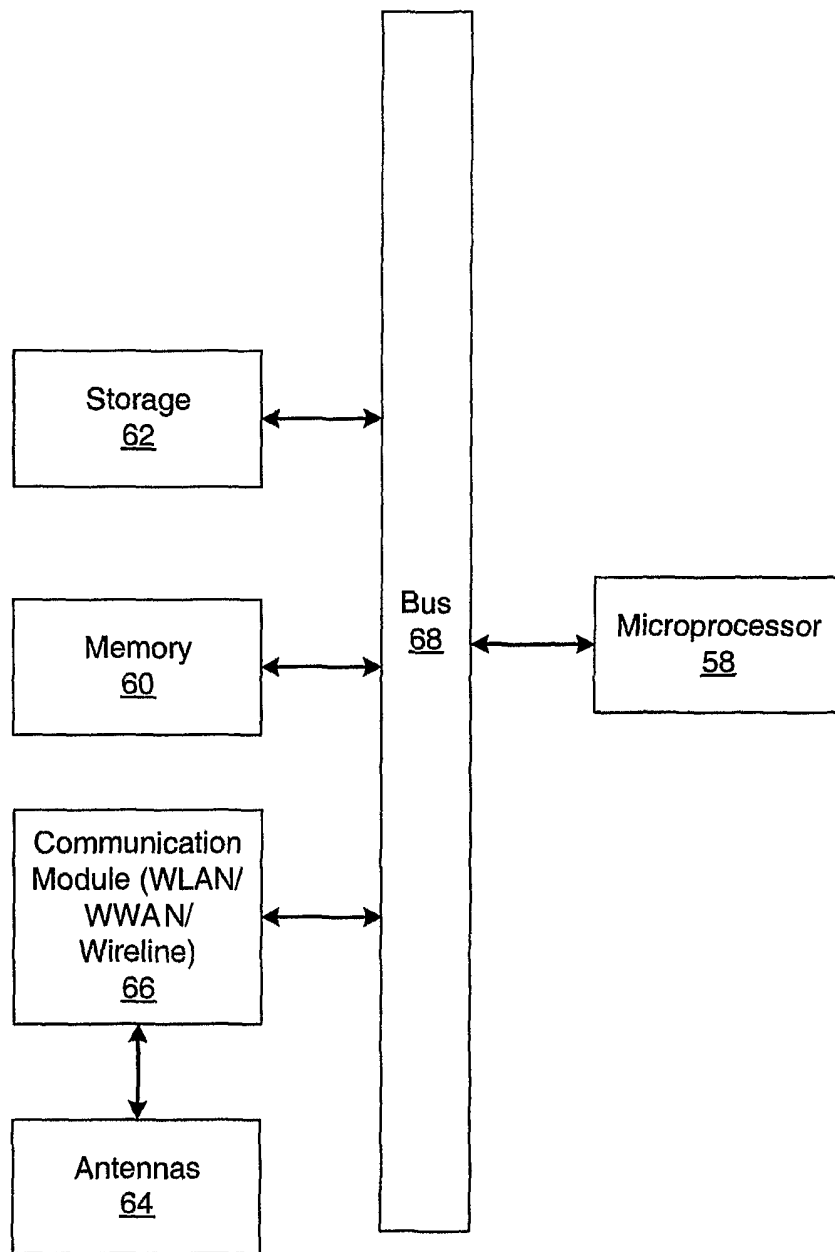 Storage
62
Memory
60
Communication
Module (WLAN/
WWAN/
Wireline)
66
Antennas
64
Bus
68
Microprocessor
58